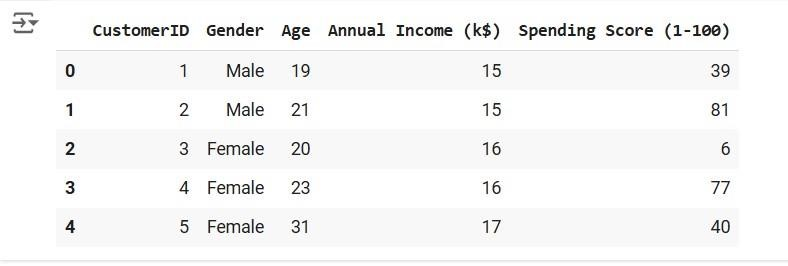 CustomerID Gender Age Annual Income (k$) Spending Score (1-100)
0 1 Male 19 15 39
1 2 Male 21 15 81
2 3 Female 20 16 6
3 4 Female 23 16 77
4 5 Female 31 17 40